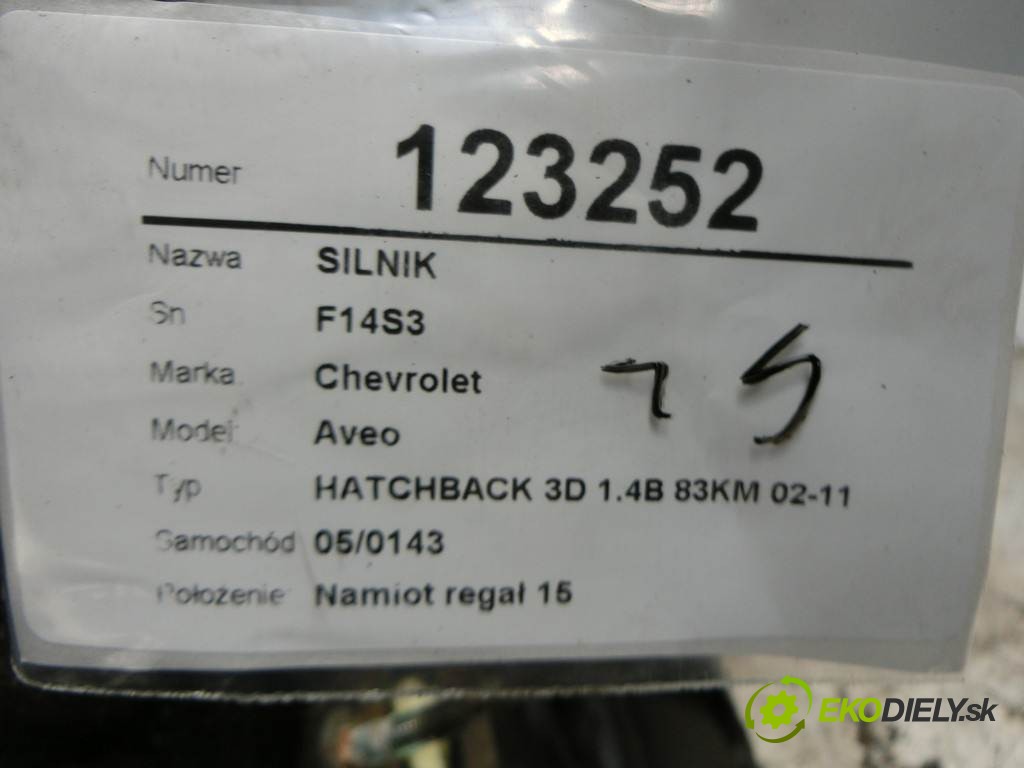 Numer 123252
Nazwa SILNIK
Sn F14S3
Marka Chevrolet
Model: Aveo
Typ HATCHBACK 3D 1.4B 83KM 02-11
Samochód 05/0143
Położenie Namiot regał 15
EKODIELY.sk